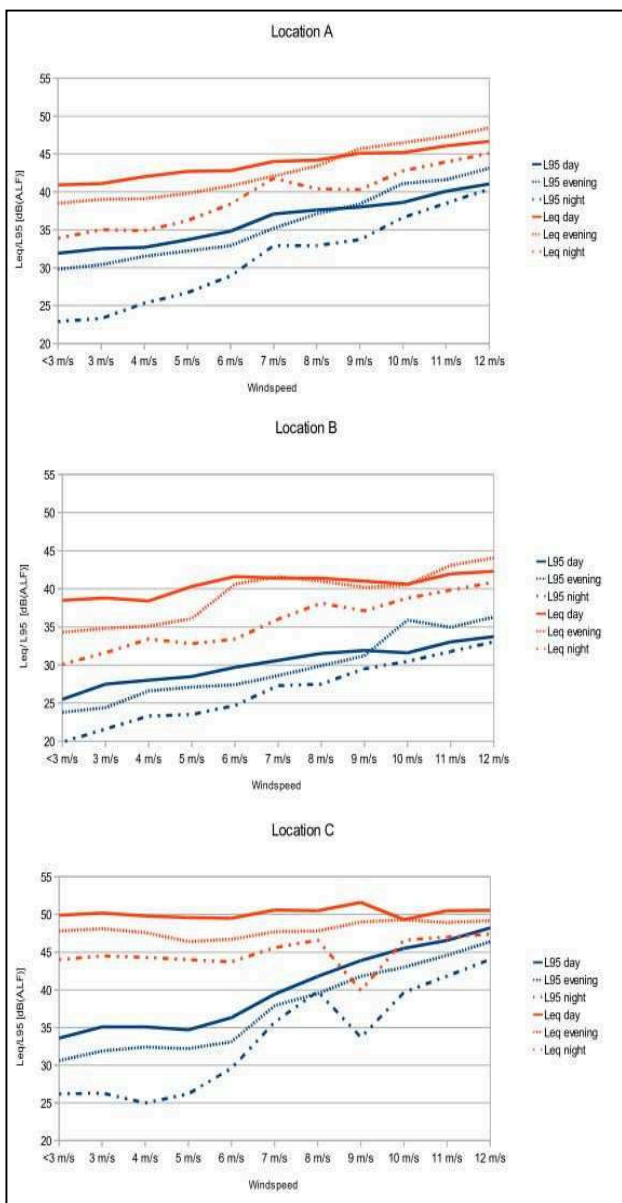 Location A
Leq/L95 [dB(A,LF)]
55
50
45
40
35
30
25
20
<3 m/s 3 m/s 4 m/s 5 m/s 6 m/s 7 m/s 8 m/s 9 m/s 10 m/s 11 m/s 12 m/s
Windspeed
L95 day
L95 evening
L95 night
Leq day
Leq evening
Leq night
Location B
Leq/ L95 [dB(A,LF)]
55
50
45
40
35
30
25
20
<3 m/s 3 m/s 4 m/s 5 m/s 6 m/s 7 m/s 8 m/s 9 m/s 10 m/s 11 m/s 12 m/s
Windspeed
L95 day
L95 evening
L95 night
Leq day
Leq evening
Leq night
Location C
Leq/L95 [dB(A,LF)]
55
50
45
40
35
30
25
20
<3 m/s 3 m/s 4 m/s 5 m/s 6 m/s 7 m/s 8 m/s 9 m/s 10 m/s 11 m/s 12 m/s
Windspeed
L95 day
L95 evening
L95 night
Leq day
Leq evening
Leq night